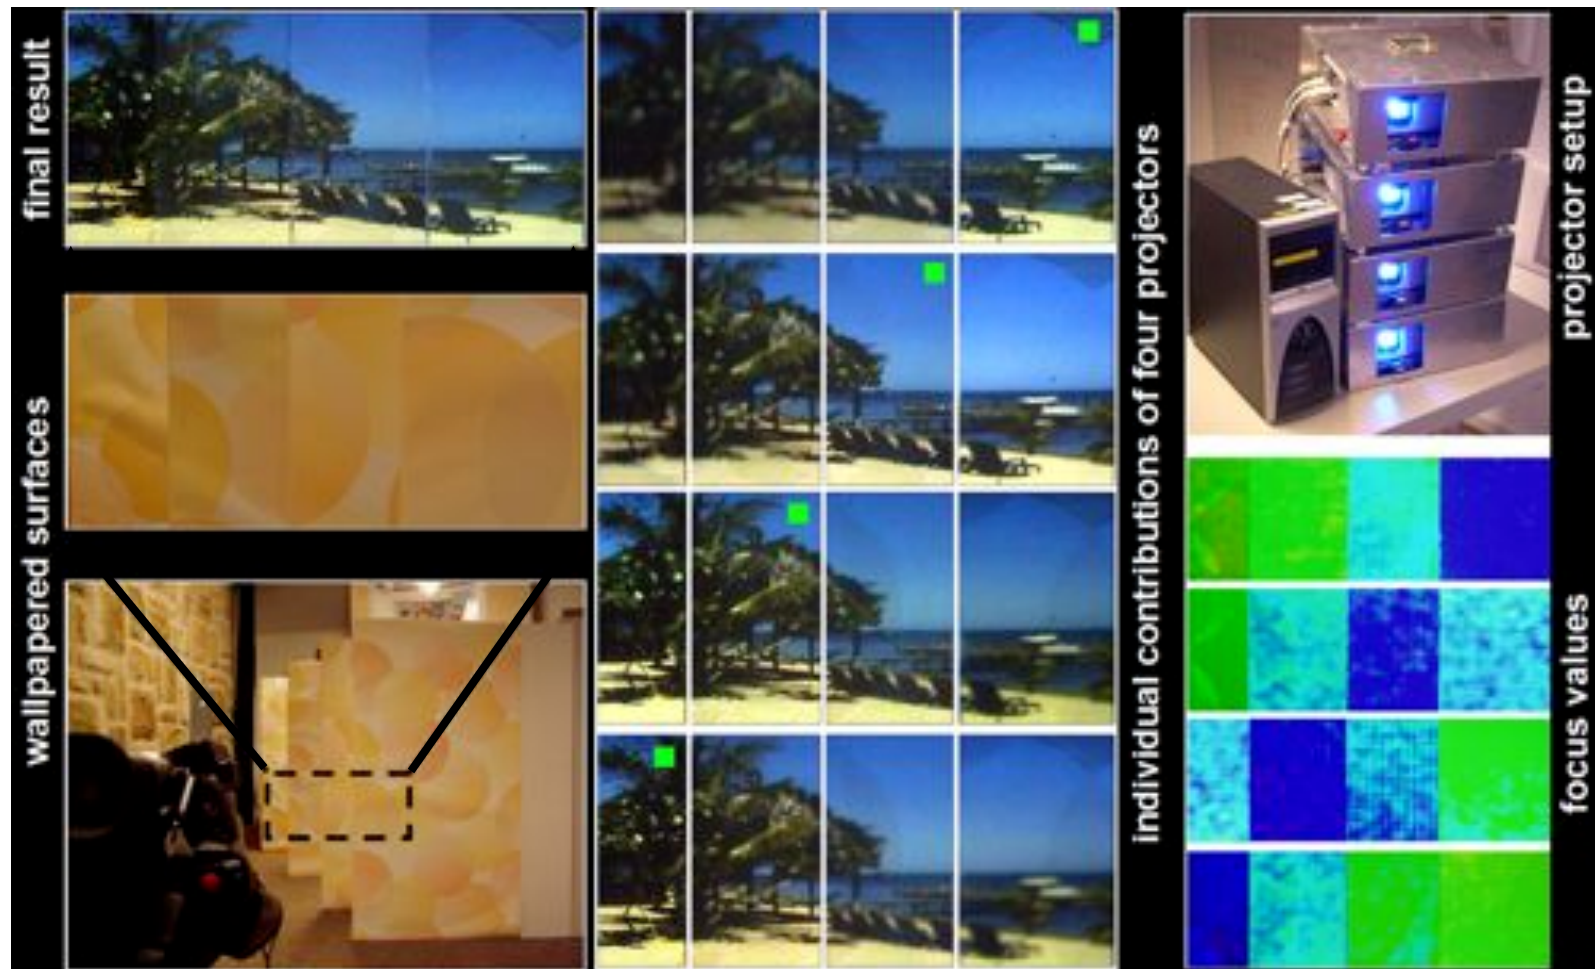 final result
wallpapered surfaces
individual contributions of four projectors
projector setup
focus values